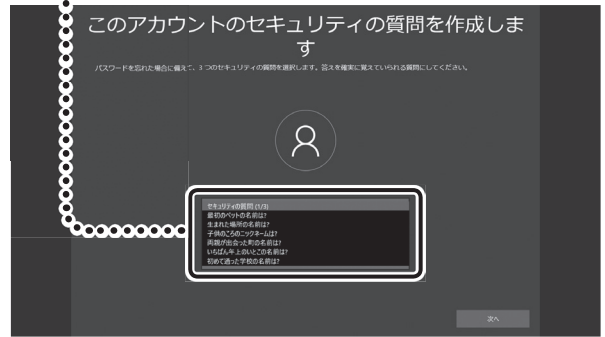 このアカウントのセキュリティの質問を作成しま
す
パスワードを忘れた場合に備えて、3 つのセキュリティの質問を選択します。答えを確実に覚えていられる質問にしてください。
セキュリティの質問 (1/3)
最初のペットの名前は?
生まれた場所の名前は?
子供のころのニックネームは?
両親が出会った町の名前は?
いちばん年上のいとこの名前は?
初めて通った学校の名前は?
次へ